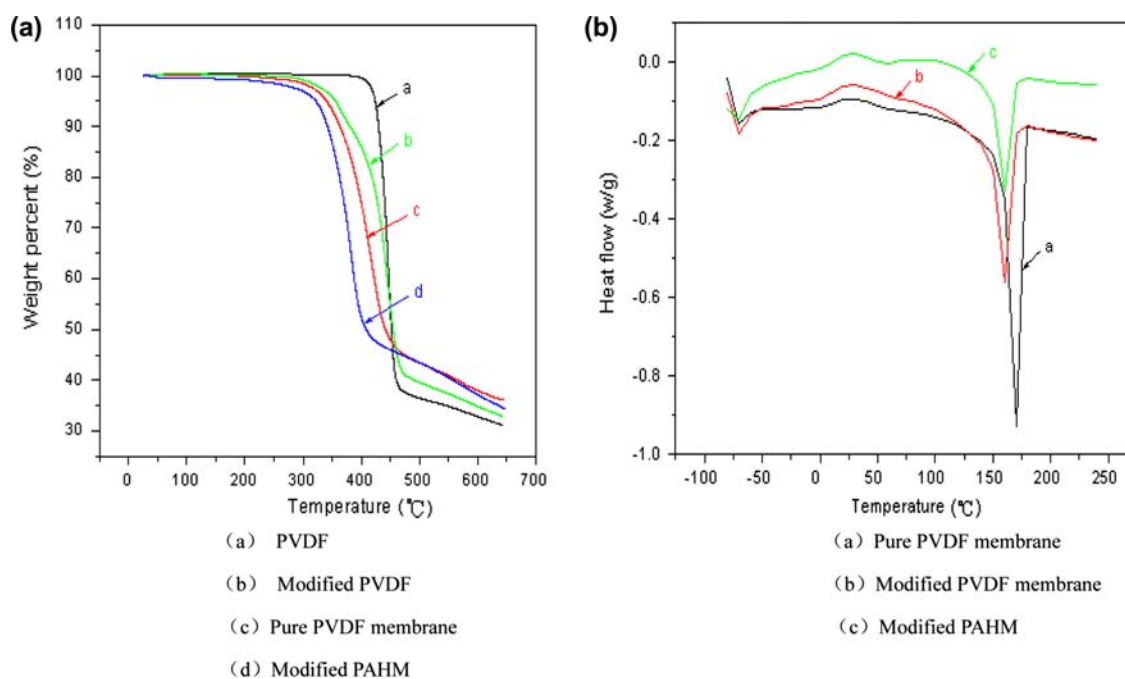 (a)
110
100
90
80
70
60
50
40
30
Weight percent (%)
a
b
c
d
0 100 200 300 400 500 600 700
Temperature (℃)
（a） PVDF
（b） Modified PVDF
（c）Pure PVDF membrane
（d）Modified PAHM
(b)
0.0
-0.2
-0.4
-0.6
-0.8
-1.0
Heat flow (w/g)
c
b
a
-100 -50 0 50 100 150 200 250
Temperature (℃)
（a）Pure PVDF membrane
（b）Modified PVDF membrane
（c）Modified PAHM